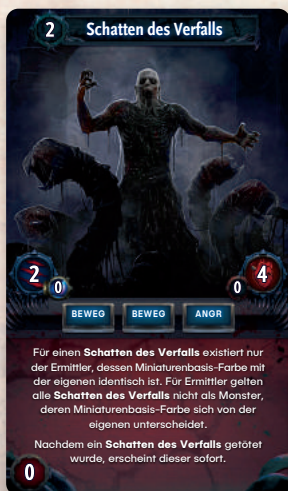 2 Schatten des Verfalls
2 0 0 4
BEWEG BEWEG ANGR
Für einen Schatten des Verfalls existiert nur
der Ermittler, dessen Miniaturenbasis-Farbe mit
der eigenen identisch ist. Für Ermittler gelten
alle Schatten des Verfalls nicht als Monster,
deren Miniaturenbasis-Farbe sich von der
eigenen unterscheidet.
Nachdem ein Schatten des Verfalls getötet
wurde, erscheint dieser sofort.
0